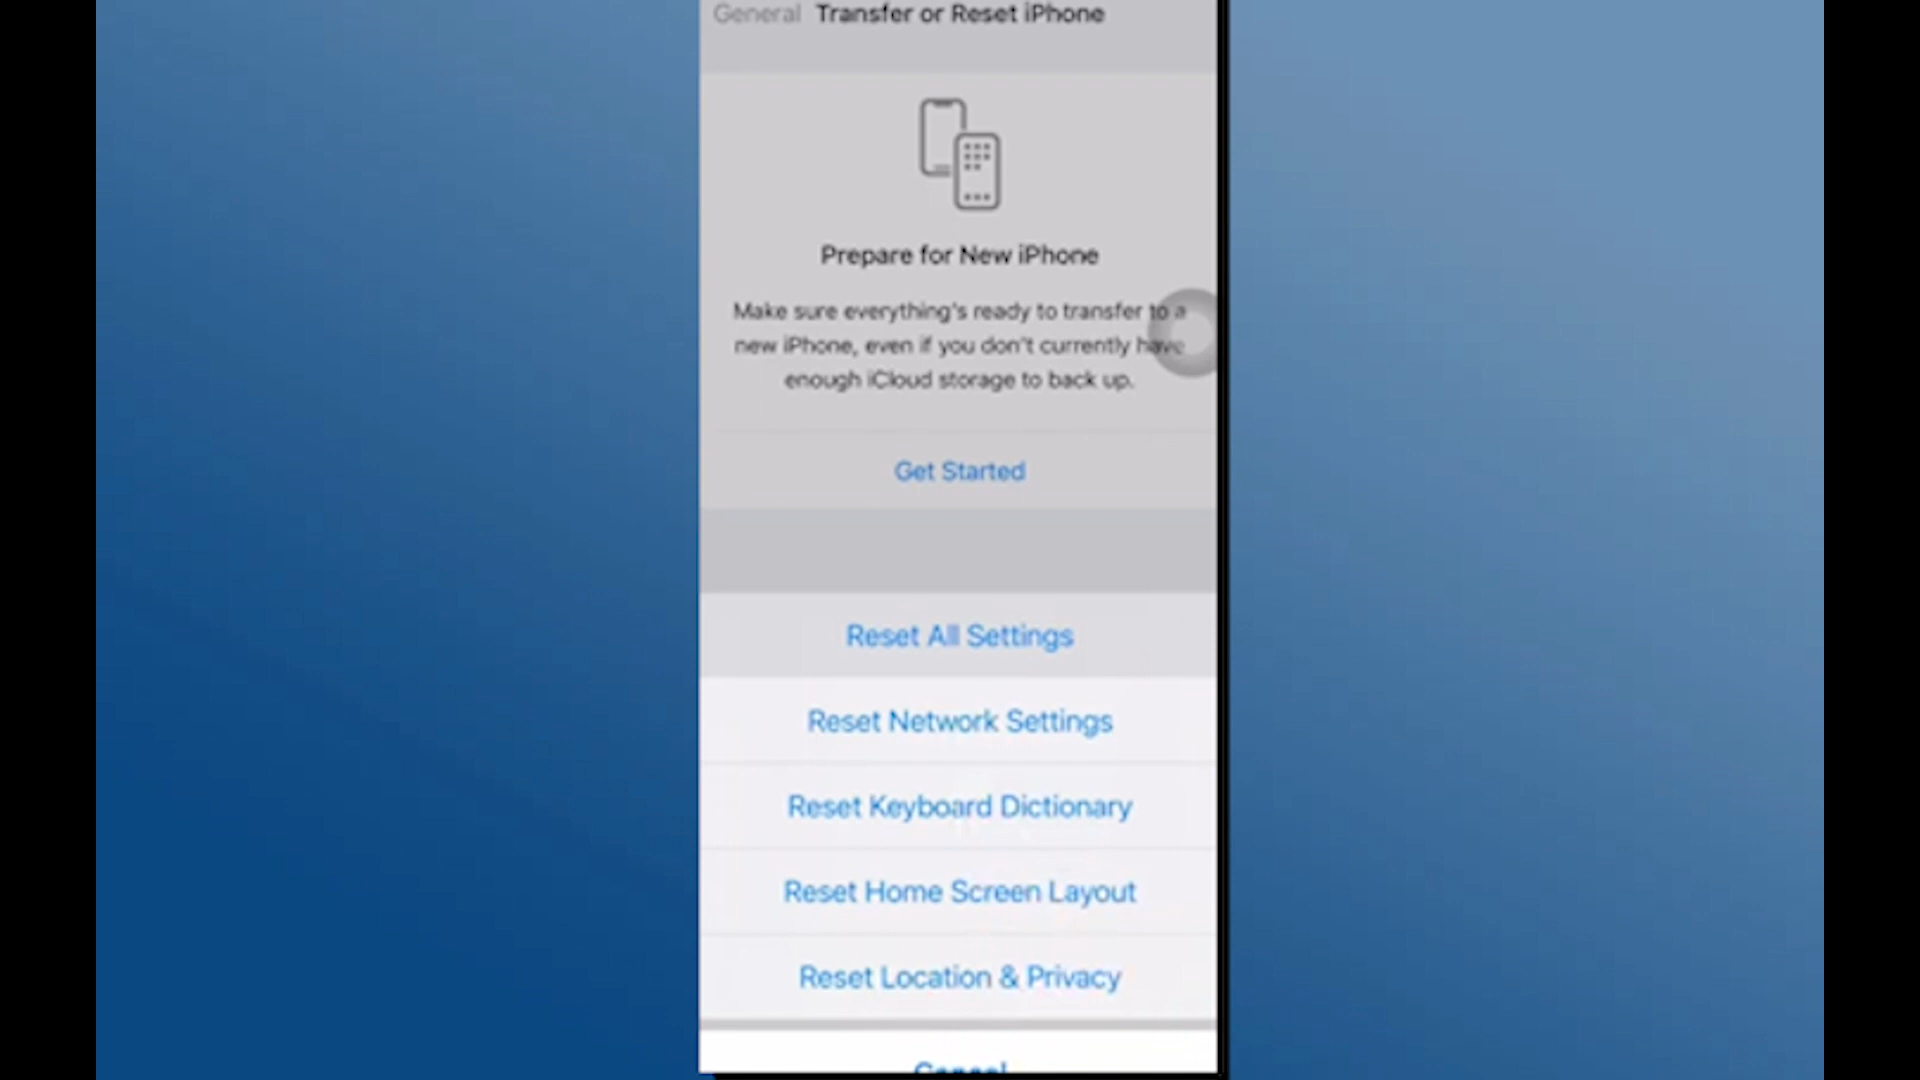 General Transfer or Reset iPhone
Prepare for New iPhone
Make sure everything's ready to transfer to a
new iPhone, even if you don't currently have
enough iCloud storage to back up.
Get Started
Reset All Settings
Reset Network Settings
Reset Keyboard Dictionary
Reset Home Screen Layout
Reset Location & Privacy
Cancel